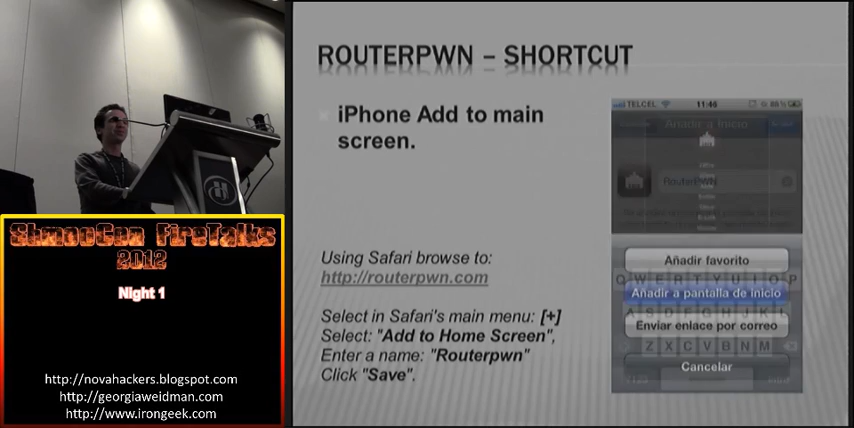 ROUTERPWN – SHORTCUT
iPhone Add to main
screen.
Using Safari browse to:
http://routerpwn.com
Select in Safari's main menu: [+]
Select: "Add to Home Screen",
Enter a name: "Routerpwn"
Click "Save".
TELCEL 11:46 88%
Añadir a Inicio
RouterPWN
Añadir favorito
Q W E R T Y U I O P
Añadir a pantalla de inicio
Enviar enlace por correo
Z X C V B N M
Cancelar
ShmooCon FireTalks
2012
Night 1
http://novahackers.blogspot.com
http://georgiaweidman.com
http://www.irongeek.com